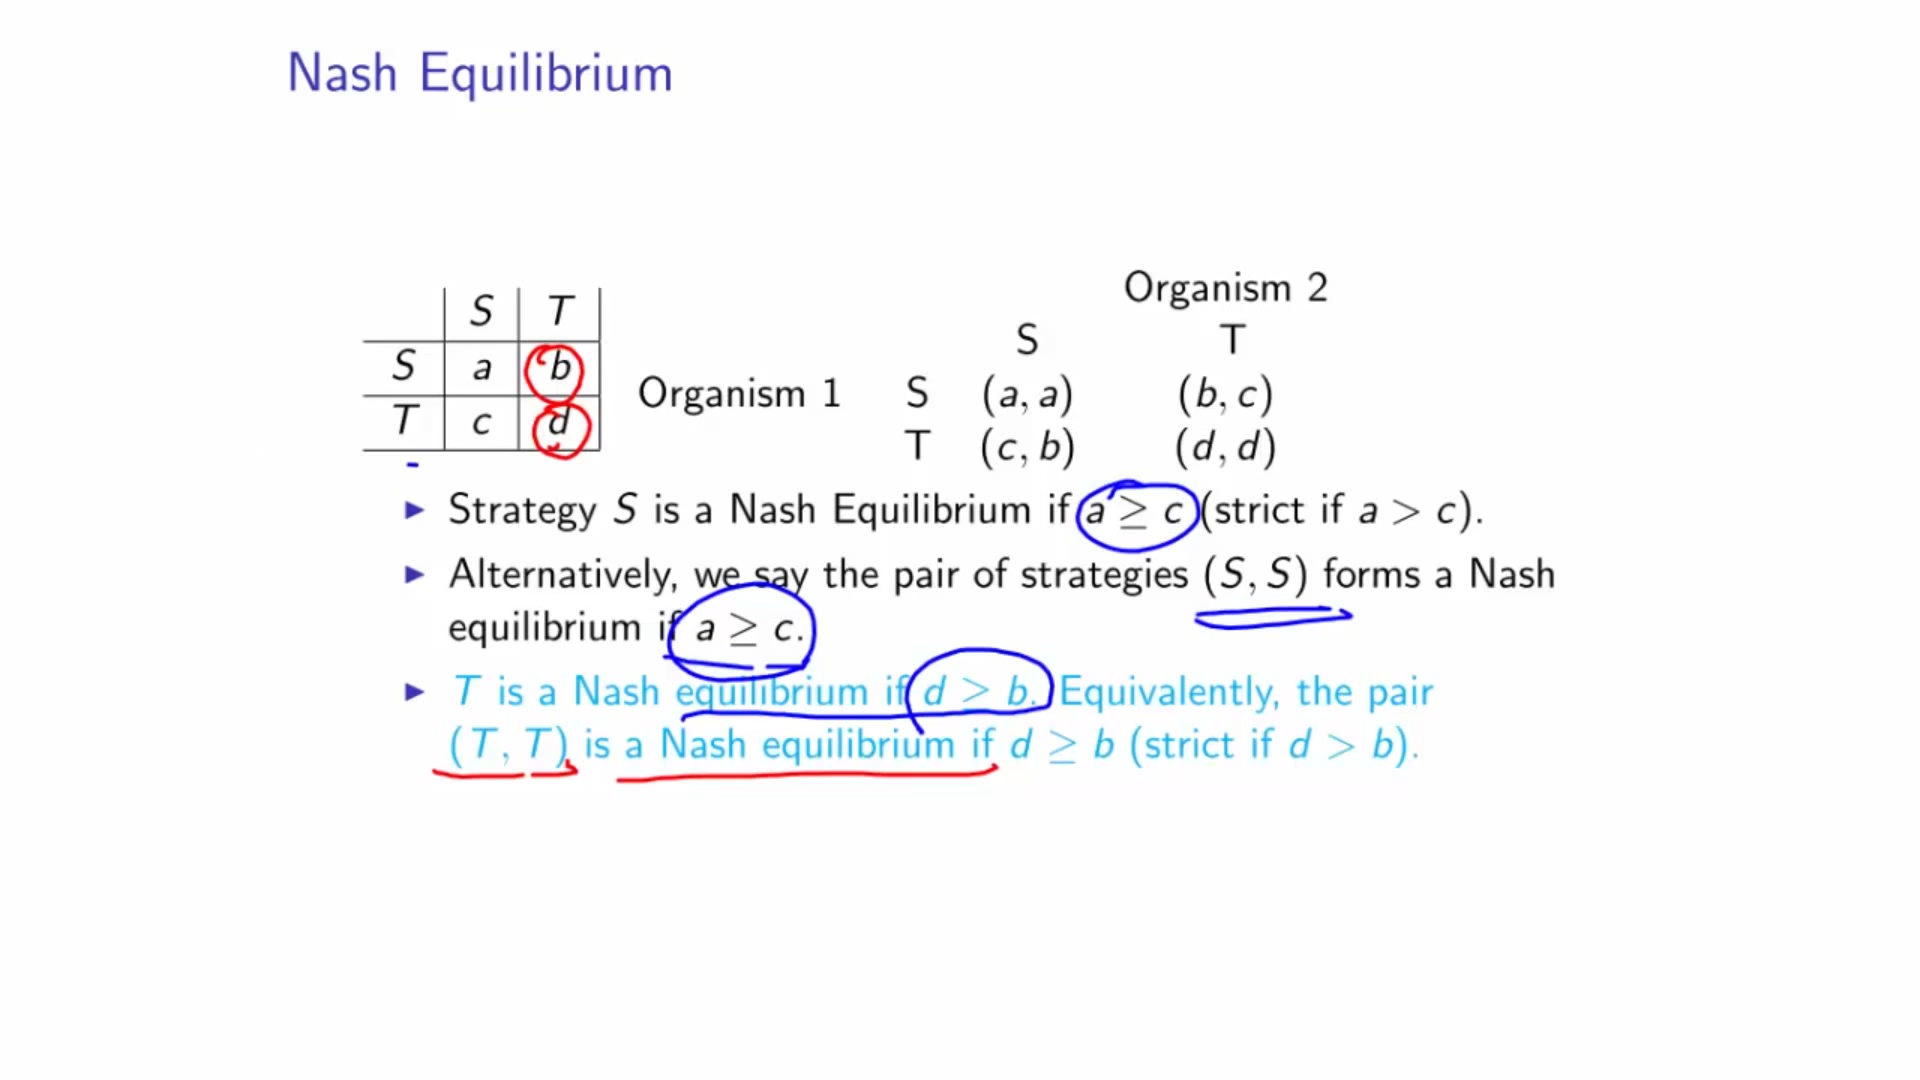 Nash Equilibrium
S T
S a b
T c d
Organism 2
S T
Organism 1 S (a, a) (b, c)
T (c, b) (d, d)
▶ Strategy S is a Nash Equilibrium if a ≥ c (strict if a > c).
▶ Alternatively, we say the pair of strategies (S, S) forms a Nash
equilibrium if a ≥ c.
▶ T is a Nash equilibrium if d ≥ b. Equivalently, the pair
(T, T) is a Nash equilibrium if d ≥ b (strict if d > b).